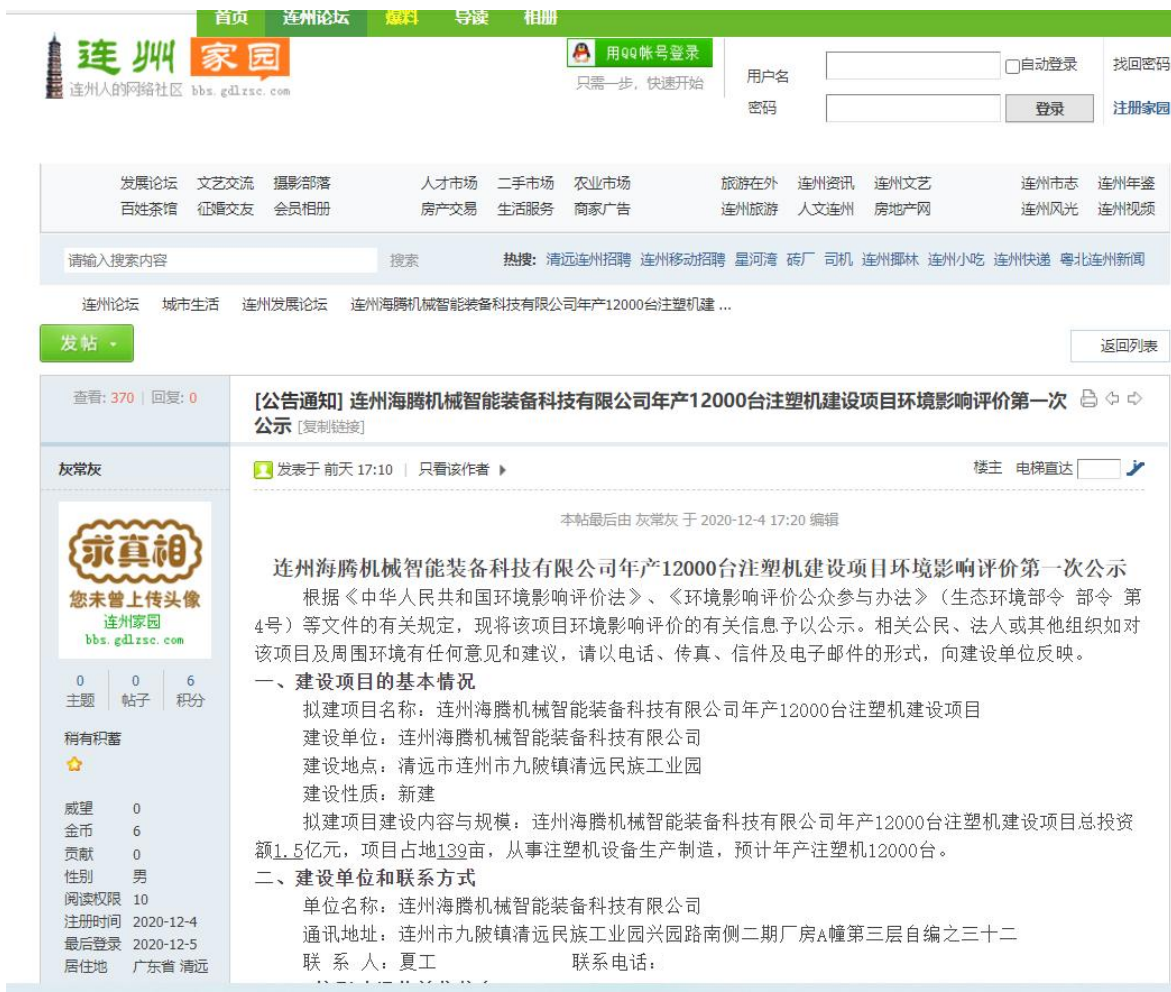 首页 连州论坛 爆料 导读 相册
连州家园
连州人的网络社区 bbs.gdlzsc.com
用QQ帐号登录
只需一步，快速开始
用户名
自动登录 找回密码
密码
登录 注册家园
发展论坛 文艺交流 摄影部落 人才市场 二手市场 农业市场 旅游在外 连州资讯 连州文艺 连州市志 连州年鉴
百姓茶馆 征婚交友 会员相册 房产交易 生活服务 商家广告 连州旅游 人文连州 房地产网 连州风光 连州视频
请输入搜索内容 搜索 热搜: 清远连州招聘 连州移动招聘 星河湾 砖厂 司机 连州揶林 连州小吃 连州快递 粤北连州新闻
连州论坛 城市生活 连州发展论坛 连州海腾机械智能装备科技有限公司年产12000台注塑机建 ...
发帖
返回列表
查看: 370 | 回复: 0
[公告通知] 连州海腾机械智能装备科技有限公司年产12000台注塑机建设项目环境影响评价第一次
公示 [复制链接]
灰常灰
发表于 前天 17:10 | 只看该作者
楼主 电梯直达
求真相
您未曾上传头像
连州家园
bbs.gdlzsc.com
0 0 6
主题 帖子 积分
稍有积蓄
威望 0
金币 6
贡献 0
性别 男
阅读权限 10
注册时间 2020-12-4
最后登录 2020-12-5
居住地 广东省 清远
本帖最后由 灰常灰 于 2020-12-4 17:20 编辑
连州海腾机械智能装备科技有限公司年产12000台注塑机建设项目环境影响评价第一次公示
根据《中华人民共和国环境影响评价法》、《环境影响评价公众参与办法》（生态环境部令 部令 第
4号）等文件的有关规定，现将该项目环境影响评价的有关信息予以公示。相关公民、法人或其他组织如对
该项目及周围环境有任何意见和建议，请以电话、传真、信件及电子邮件的形式，向建设单位反映。
一、建设项目的基本情况
拟建项目名称：连州海腾机械智能装备科技有限公司年产12000台注塑机建设项目
建设单位：连州海腾机械智能装备科技有限公司
建设地点：清远市连州市九陂镇清远民族工业园
建设性质：新建
拟建项目建设内容与规模：连州海腾机械智能装备科技有限公司年产12000台注塑机建设项目总投资
额1.5亿元，项目占地139亩，从事注塑机设备生产制造，预计年产注塑机12000台。
二、建设单位和联系方式
单位名称：连州海腾机械智能装备科技有限公司
通讯地址：连州市九陂镇清远民族工业园兴园路南侧二期厂房A幢第三层自编之三十二
联 系 人：夏工 联系电话：